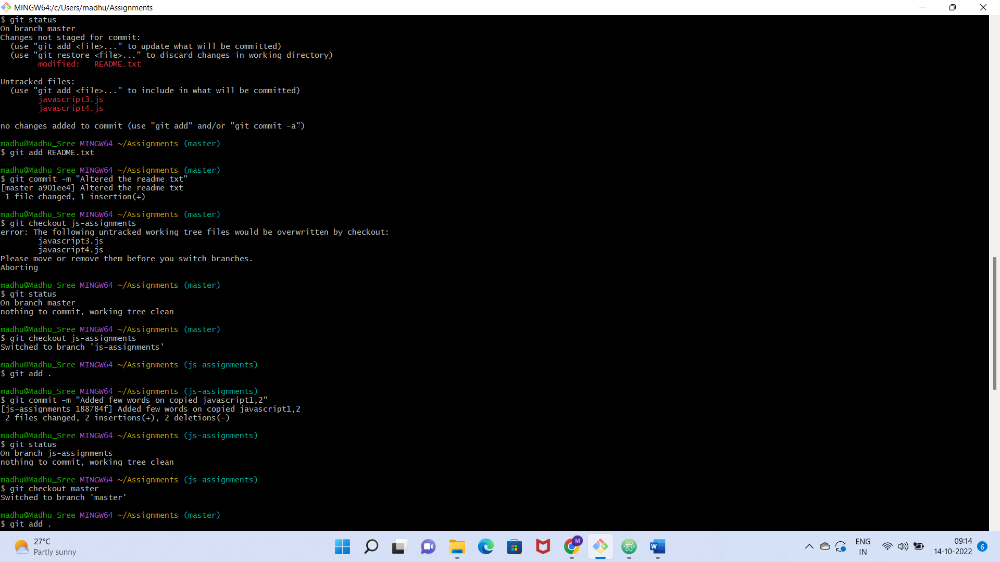 MINGW64:/c/Users/madhu/Assignments
$ git status
On branch master
Changes not staged for commit:
  (use "git add <file>..." to update what will be committed)
  (use "git restore <file>..." to discard changes in working directory)
        modified:   README.txt

Untracked files:
  (use "git add <file>..." to include in what will be committed)
        javascript3.js
        javascript4.js

no changes added to commit (use "git add" and/or "git commit -a")

madhu@Madhu_Sree MINGW64 ~/Assignments (master)
$ git add README.txt

madhu@Madhu_Sree MINGW64 ~/Assignments (master)
$ git commit -m "Altered the readme txt"
[master a901ee4] Altered the readme txt
 1 file changed, 1 insertion(+)

madhu@Madhu_Sree MINGW64 ~/Assignments (master)
$ git checkout js-assignments
error: The following untracked working tree files would be overwritten by checkout:
        javascript3.js
        javascript4.js
Please move or remove them before you switch branches.
Aborting

madhu@Madhu_Sree MINGW64 ~/Assignments (master)
$ git status
On branch master
nothing to commit, working tree clean

madhu@Madhu_Sree MINGW64 ~/Assignments (master)
$ git checkout js-assignments
Switched to branch 'js-assignments'

madhu@Madhu_Sree MINGW64 ~/Assignments (js-assignments)
$ git add .

madhu@Madhu_Sree MINGW64 ~/Assignments (js-assignments)
$ git commit -m "Added few words on copied javascript1,2"
[js-assignments 188784f] Added few words on copied javascript1,2
 2 files changed, 2 insertions(+), 2 deletions(-)

madhu@Madhu_Sree MINGW64 ~/Assignments (js-assignments)
$ git status
On branch js-assignments
nothing to commit, working tree clean

madhu@Madhu_Sree MINGW64 ~/Assignments (js-assignments)
$ git checkout master
Switched to branch 'master'

madhu@Madhu_Sree MINGW64 ~/Assignments (master)
$ git add .
27°C
Partly sunny
M
W
ENG
IN
09:14
14-10-2022
6